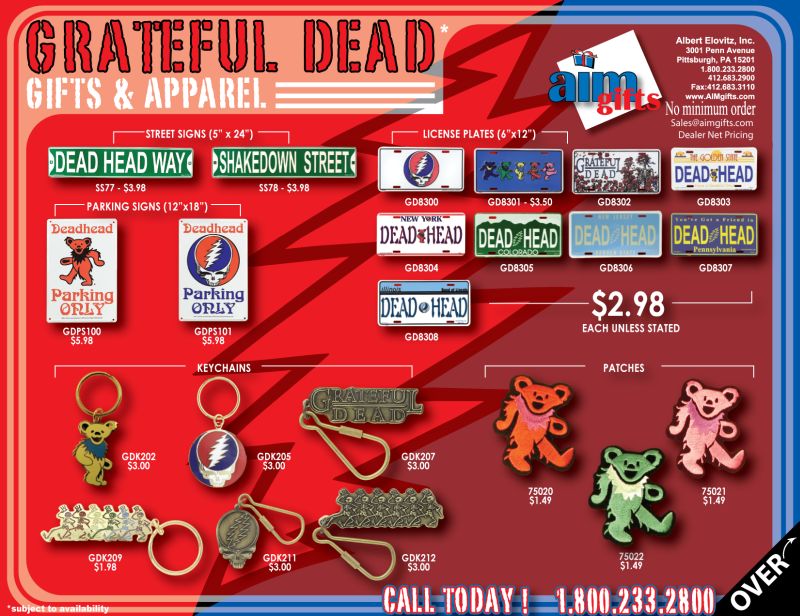 GRATEFUL DEAD*
GIFTS & APPAREL
aim
gifts
Albert Elovitz, Inc.
3001 Penn Avenue
Pittsburgh, PA 15201
1.800.233.2800
412.683.2900
Fax:412.683.3110
www.AIMgifts.com
No minimum order
Sales@aimgifts.com
Dealer Net Pricing
STREET SIGNS (5" x 24")
DEAD HEAD WAY
SHAKEDOWN STREET
SS77 - $3.98
SS78 - $3.98
PARKING SIGNS (12"x18")
Deadhead
Parking
ONLY
GDPS100
$5.98
Deadhead
Parking
ONLY
GDPS101
$5.98
LICENSE PLATES (6"x12")
GD8300
GD8301 - $3.50
GRATEFUL
DEAD
GD8302
THE GOLDEN STATE
DEAD HEAD
GD8303
NEW YORK
DEAD HEAD
GD8304
DEAD HEAD
COLORADO
GD8305
NEW JERSEY
DEAD HEAD
GARDEN STATE
GD8306
You've Got a Friend in
DEAD HEAD
Pennsylvania
GD8307
Illinois
Land of Lincoln
DEAD HEAD
GD8308
$2.98
EACH UNLESS STATED
KEYCHAINS
GDK202
$3.00
GDK205
$3.00
GRATEFUL
DEAD
GDK207
$3.00
GDK209
$1.98
GDK211
$3.00
GDK212
$3.00
PATCHES
75020
$1.49
75021
$1.49
75022
$1.49
*subject to availability
CALL TODAY ! 1.800.233.2800
OVER